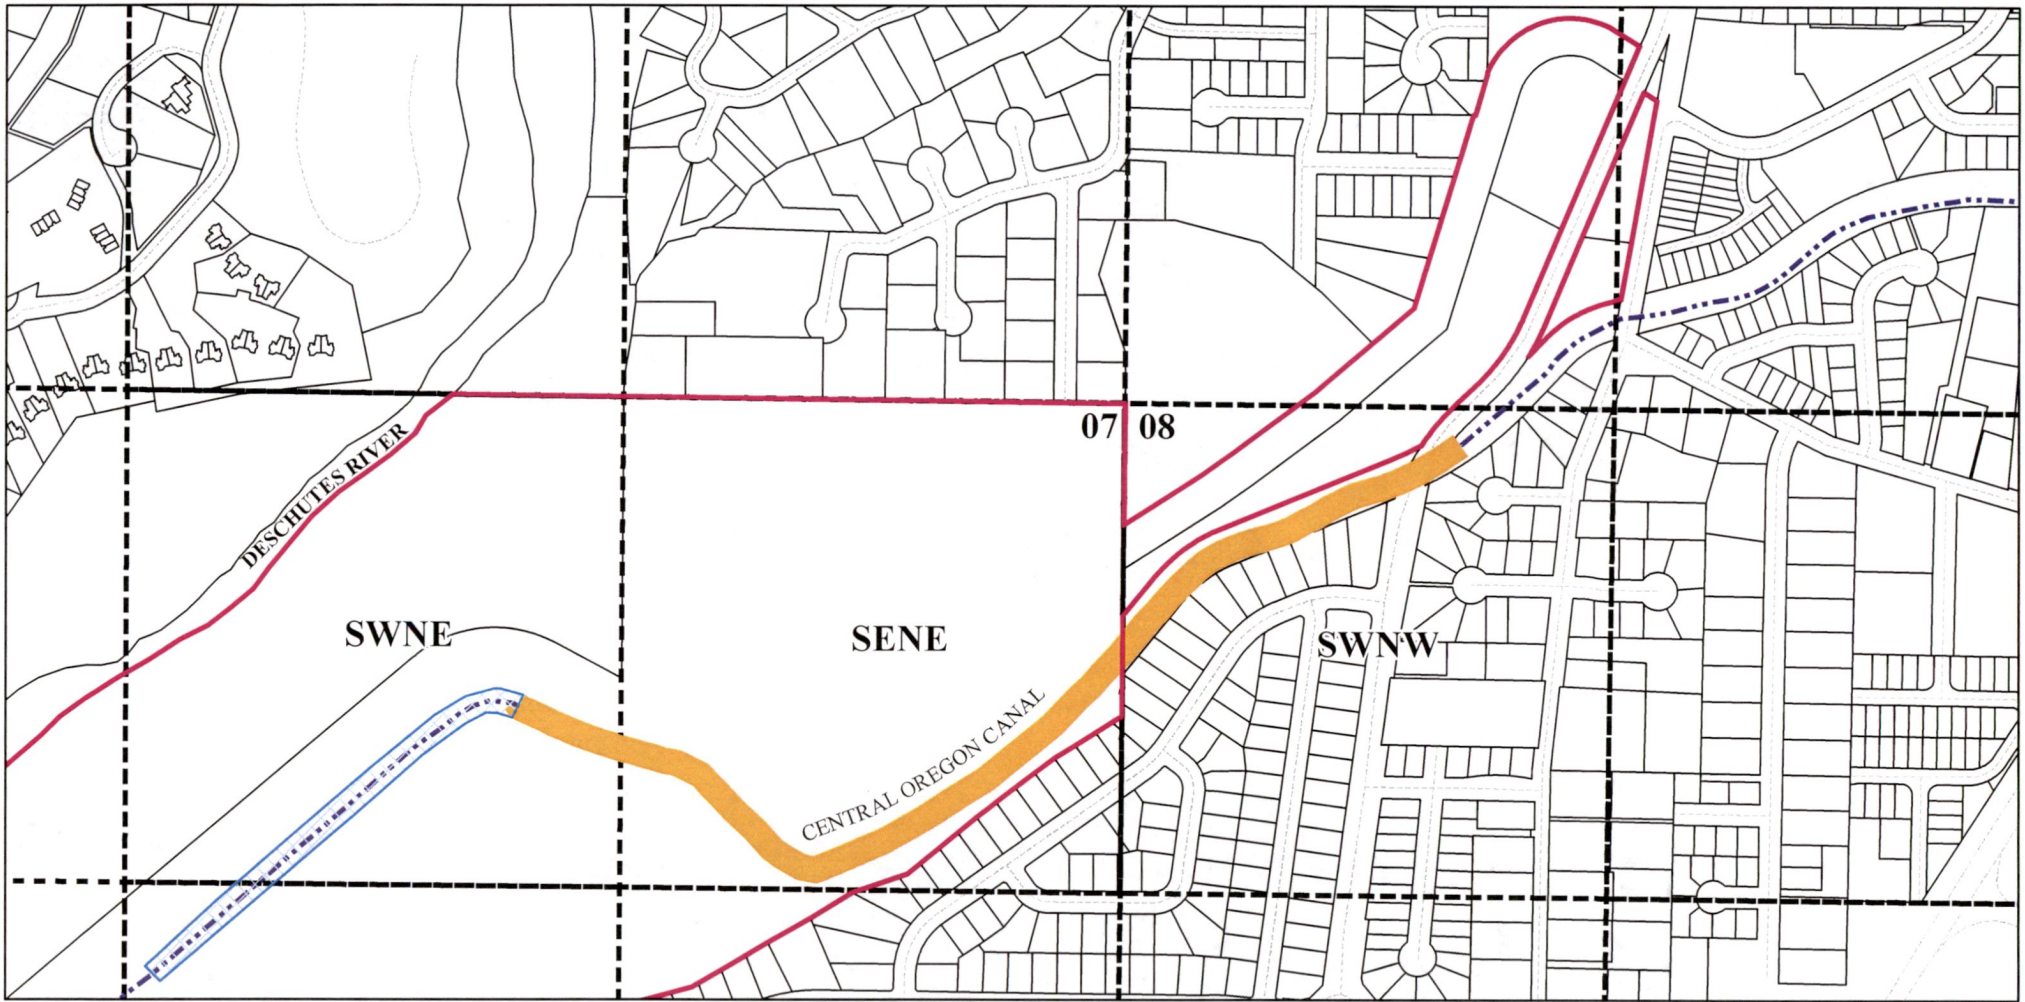 07 08
DESCHUTES RIVER
SWNE
SENE
SWNW
CENTRAL OREGON CANAL